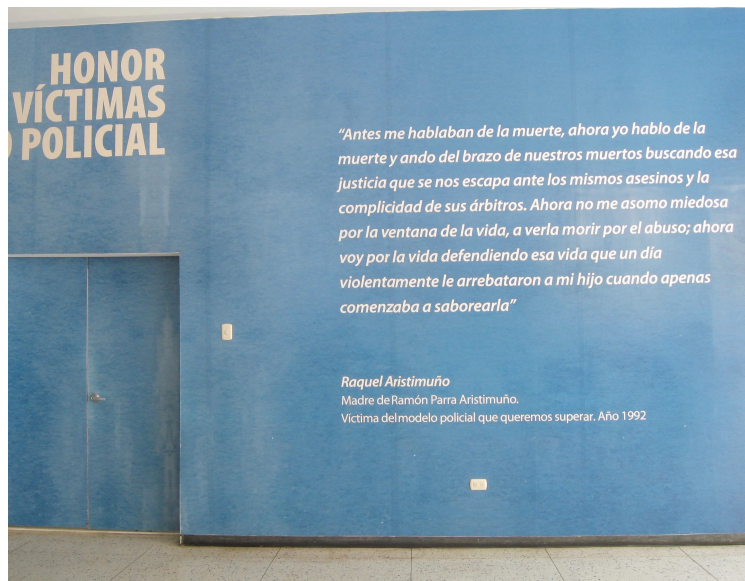 HONOR
VÍCTIMAS
POLICIAL
“Antes me hablaban de la muerte, ahora yo hablo de la
muerte y ando del brazo de nuestros muertos buscando esa
justicia que se nos escapa ante los mismos asesinos y la
complicidad de sus árbitros. Ahora no me asomo miedosa
por la ventana de la vida, a verla morir por el abuso; ahora
voy por la vida defendiendo esa vida que un día
violentamente le arrebataron a mi hijo cuando apenas
comenzaba a saborearla”
Raquel Aristimuño
Madre de Ramón Parra Aristimuño.
Víctima del modelo policial que queremos superar. Año 1992